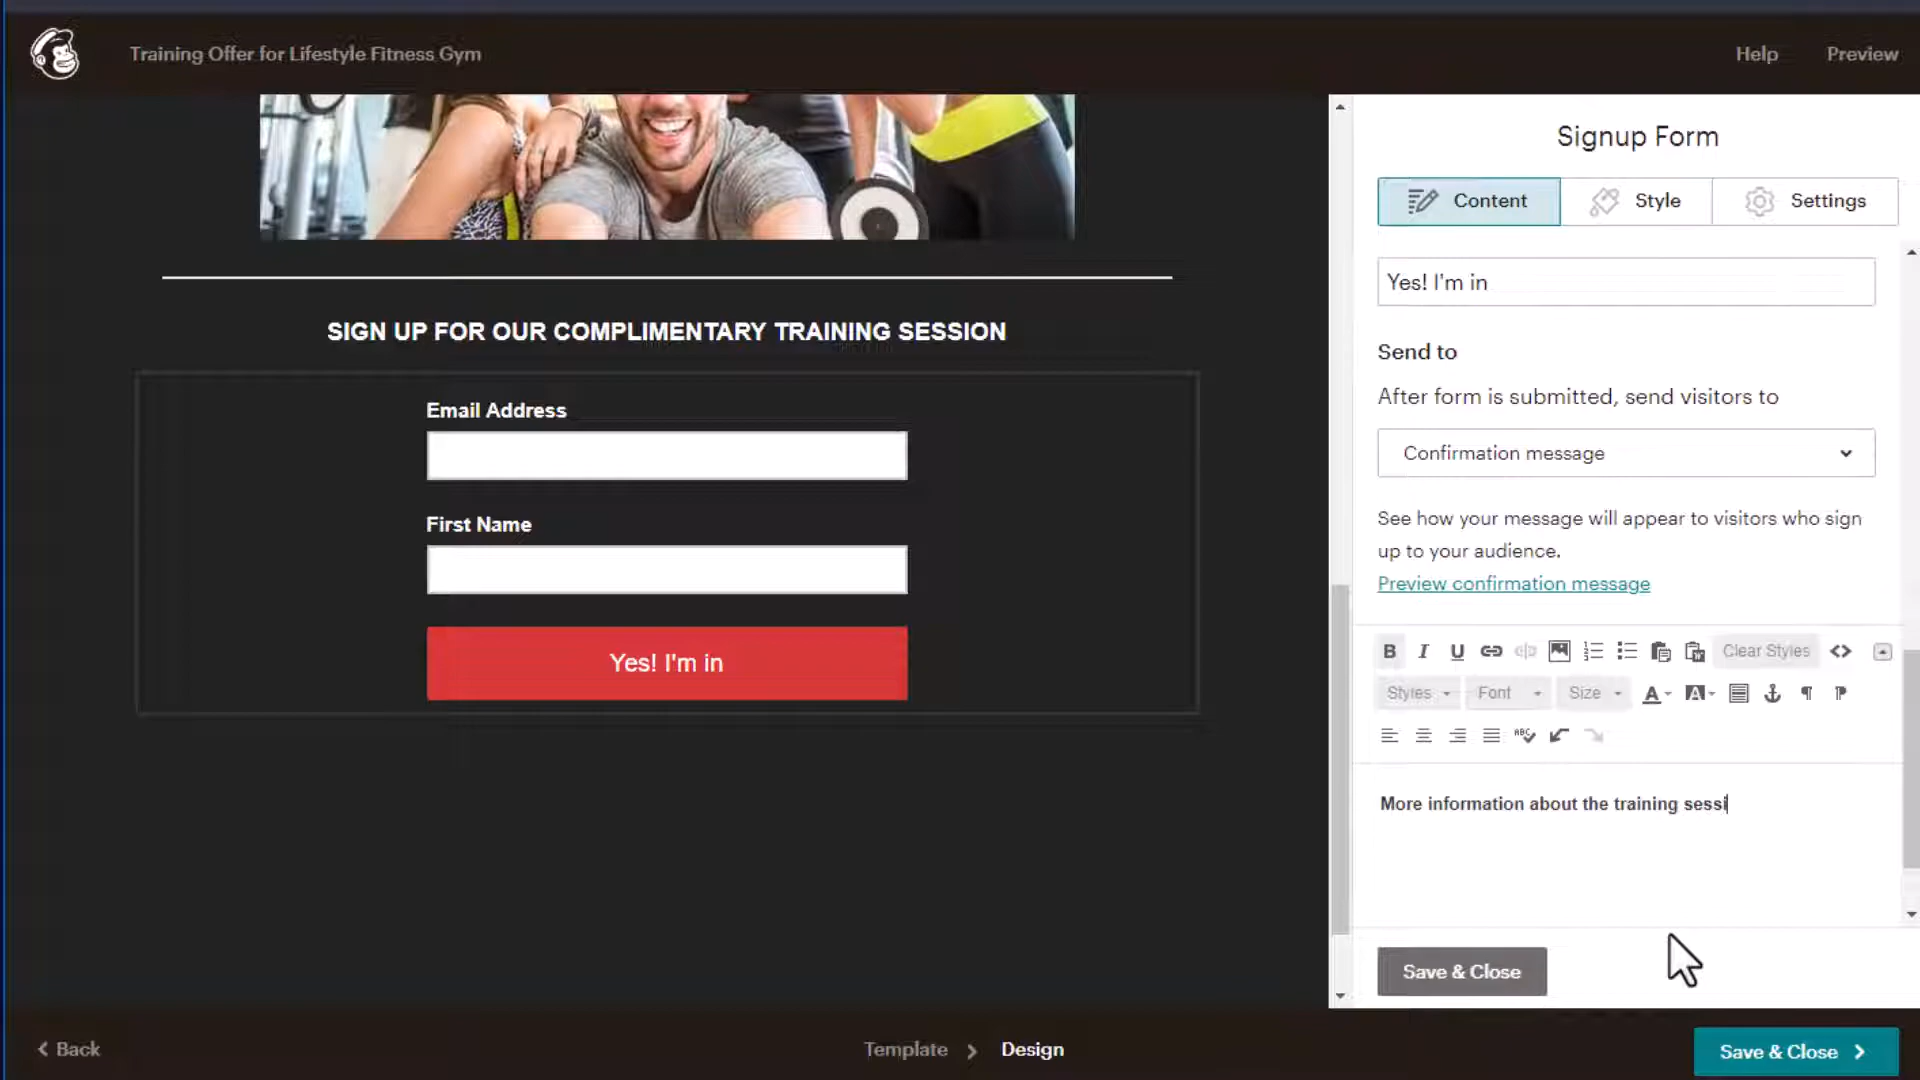 Training Offer for Lifestyle Fitness Gym
Help
Preview
SIGN UP FOR OUR COMPLIMENTARY TRAINING SESSION
Email Address
First Name
Yes! I'm in
Signup Form
Content
Style
Settings
Yes! I'm in
Send to
After form is submitted, send visitors to
Confirmation message
See how your message will appear to visitors who sign
up to your audience.
Preview confirmation message
B I U Clear Styles <>
Styles Font Size A A
ABC
More information about the training sessi
Save & Close
Back
Template
Design
Save & Close